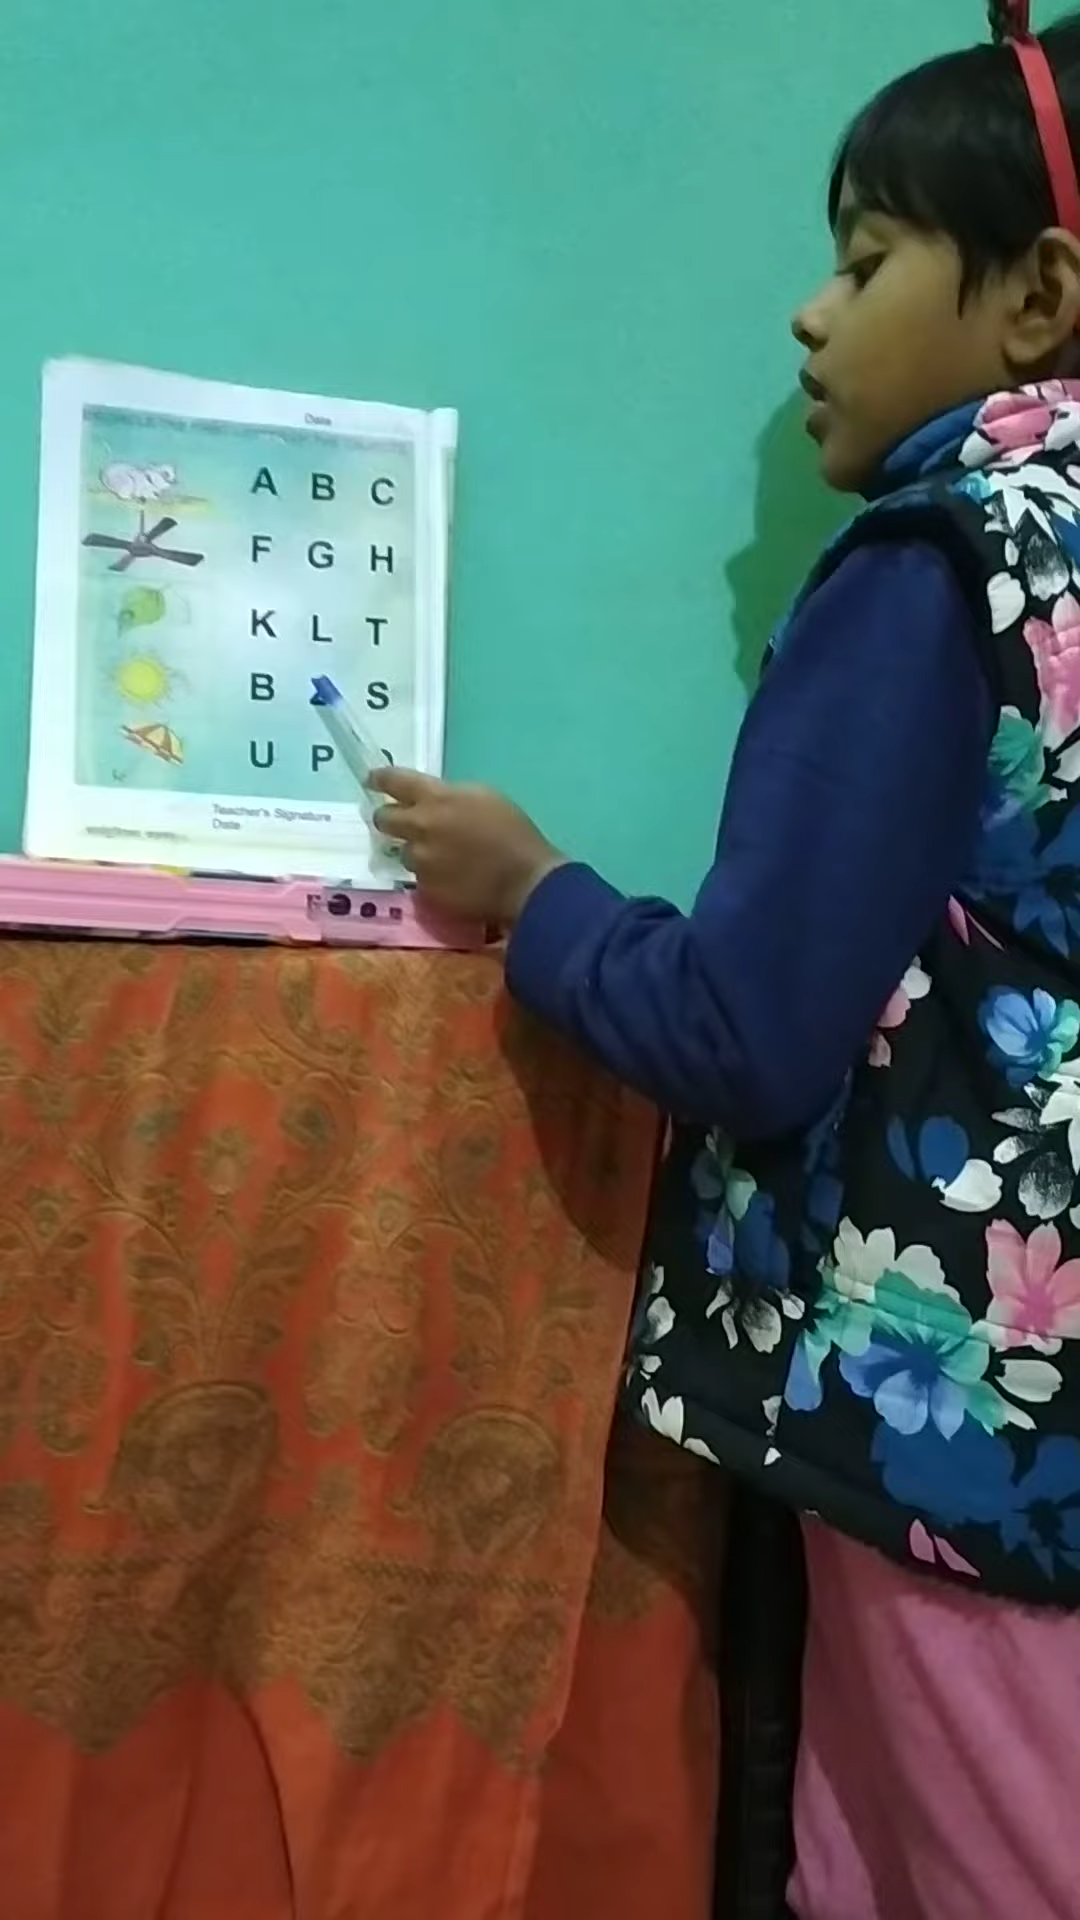 Date
A B C
F G H
K L T
B S
U P
Teacher's Signature
Date